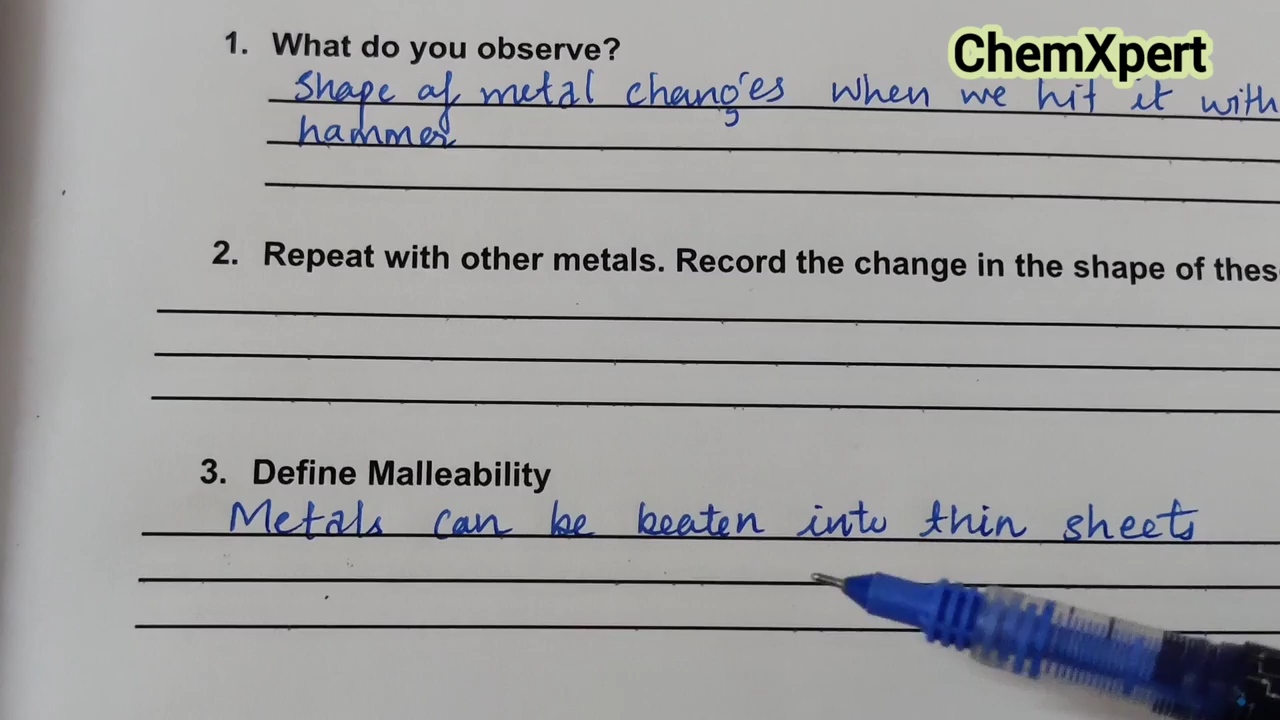 ChemXpert
1. What do you observe?
Shape of metal changes when we hit it with
hammer
2. Repeat with other metals. Record the change in the shape of these
3. Define Malleability
Metals can be beaten into thin sheets